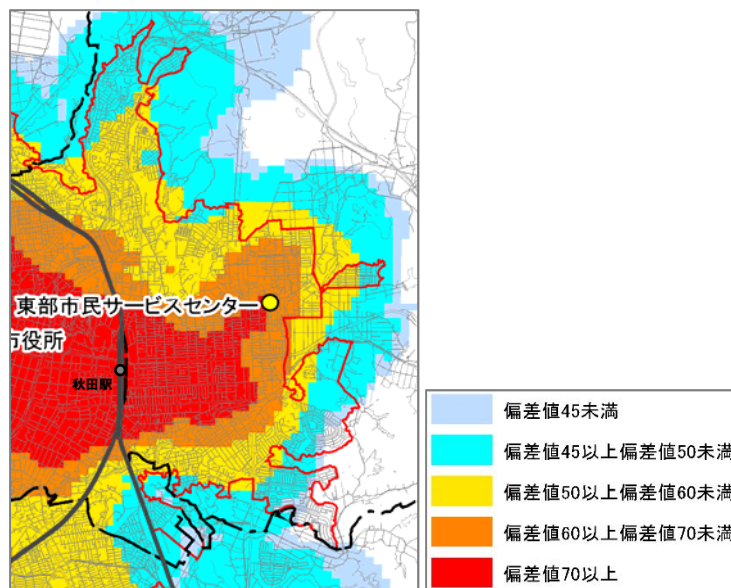 東部市民サービスセンター
市役所
秋田駅
偏差値45未満
偏差値45以上偏差値50未満
偏差値50以上偏差値60未満
偏差値60以上偏差値70未満
偏差値70以上